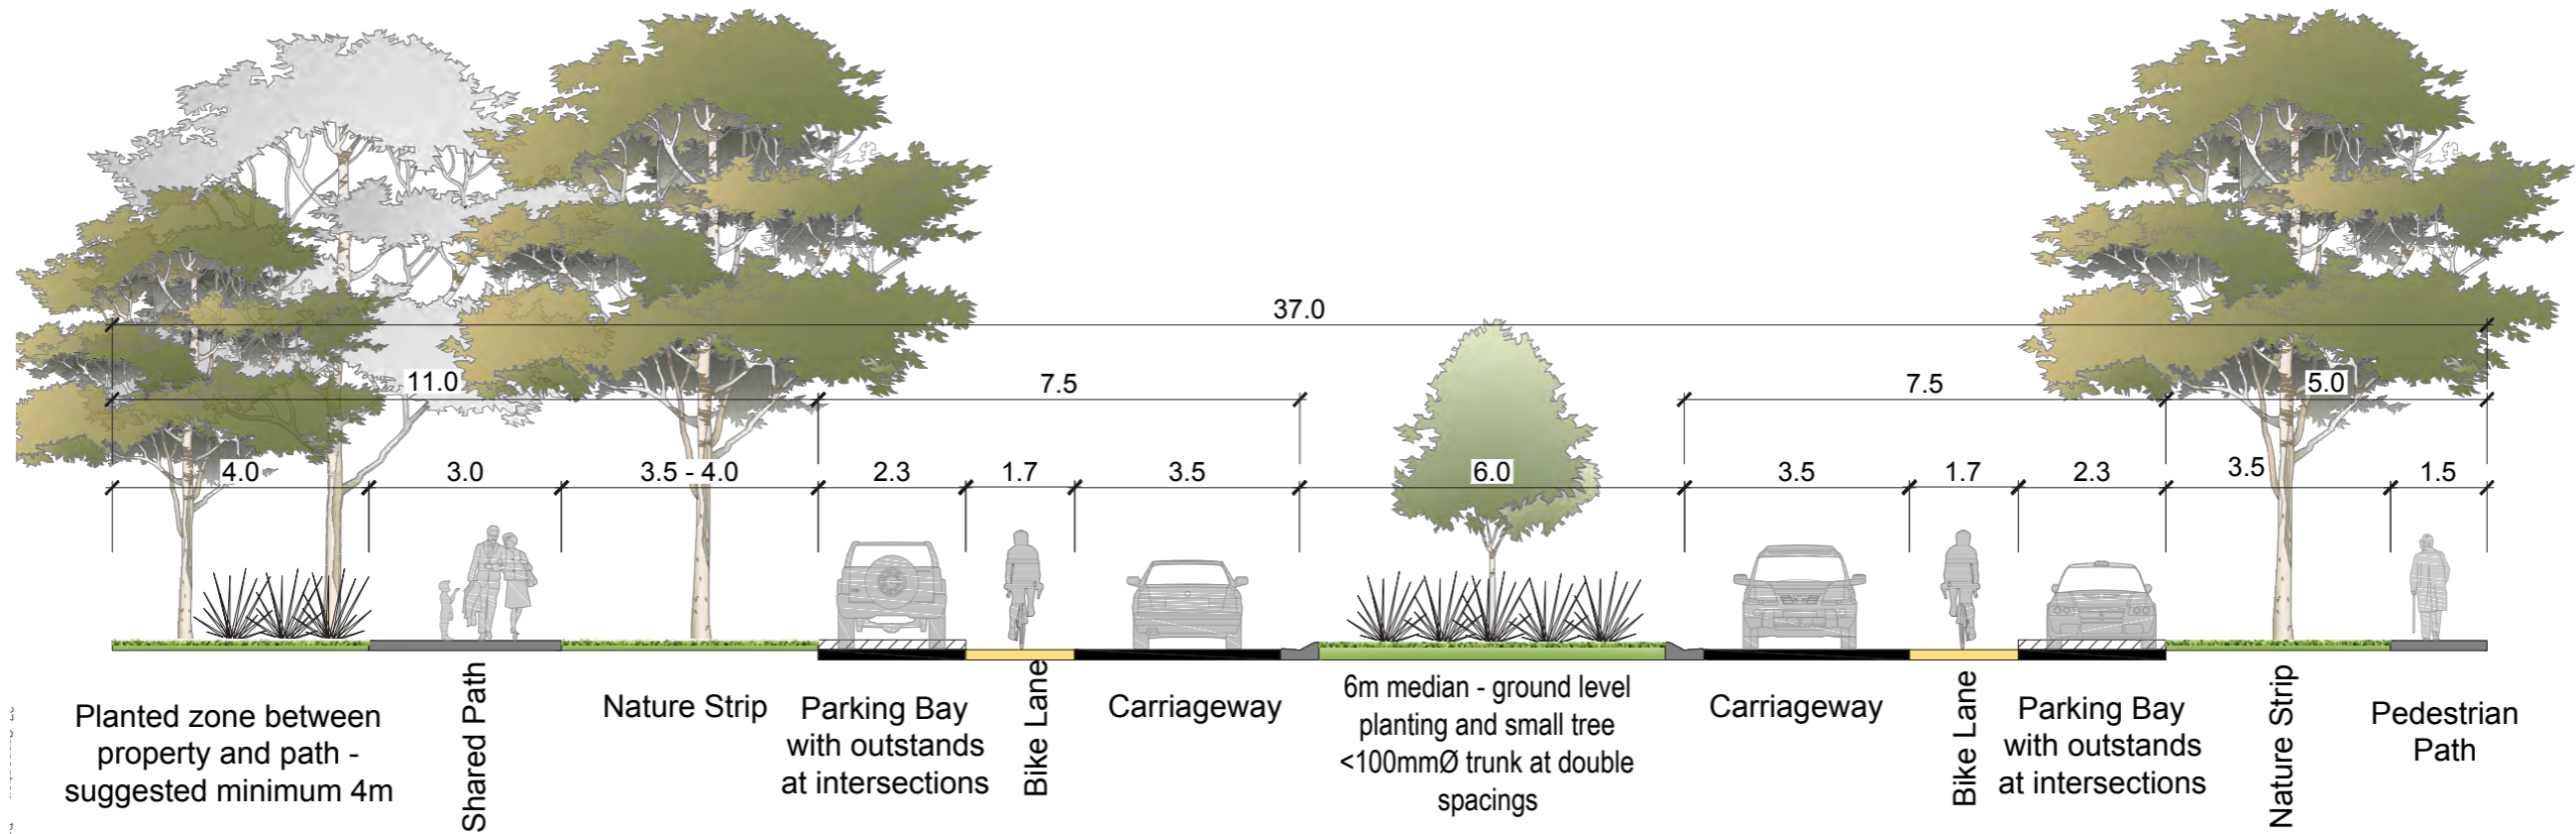 37.0
11.0
7.5
7.5
5.0
4.0
3.0
3.5 - 4.0
2.3
1.7
3.5
6.0
3.5
1.7
2.3
3.5
1.5
Planted zone between
property and path -
suggested minimum 4m
Shared Path
Nature Strip
Parking Bay
with outstands
at intersections
Bike Lane
Carriageway
6m median - ground level
planting and small tree
<100mmØ trunk at double
spacings
Carriageway
Bike Lane
Parking Bay
with outstands
at intersections
Nature Strip
Pedestrian
Path